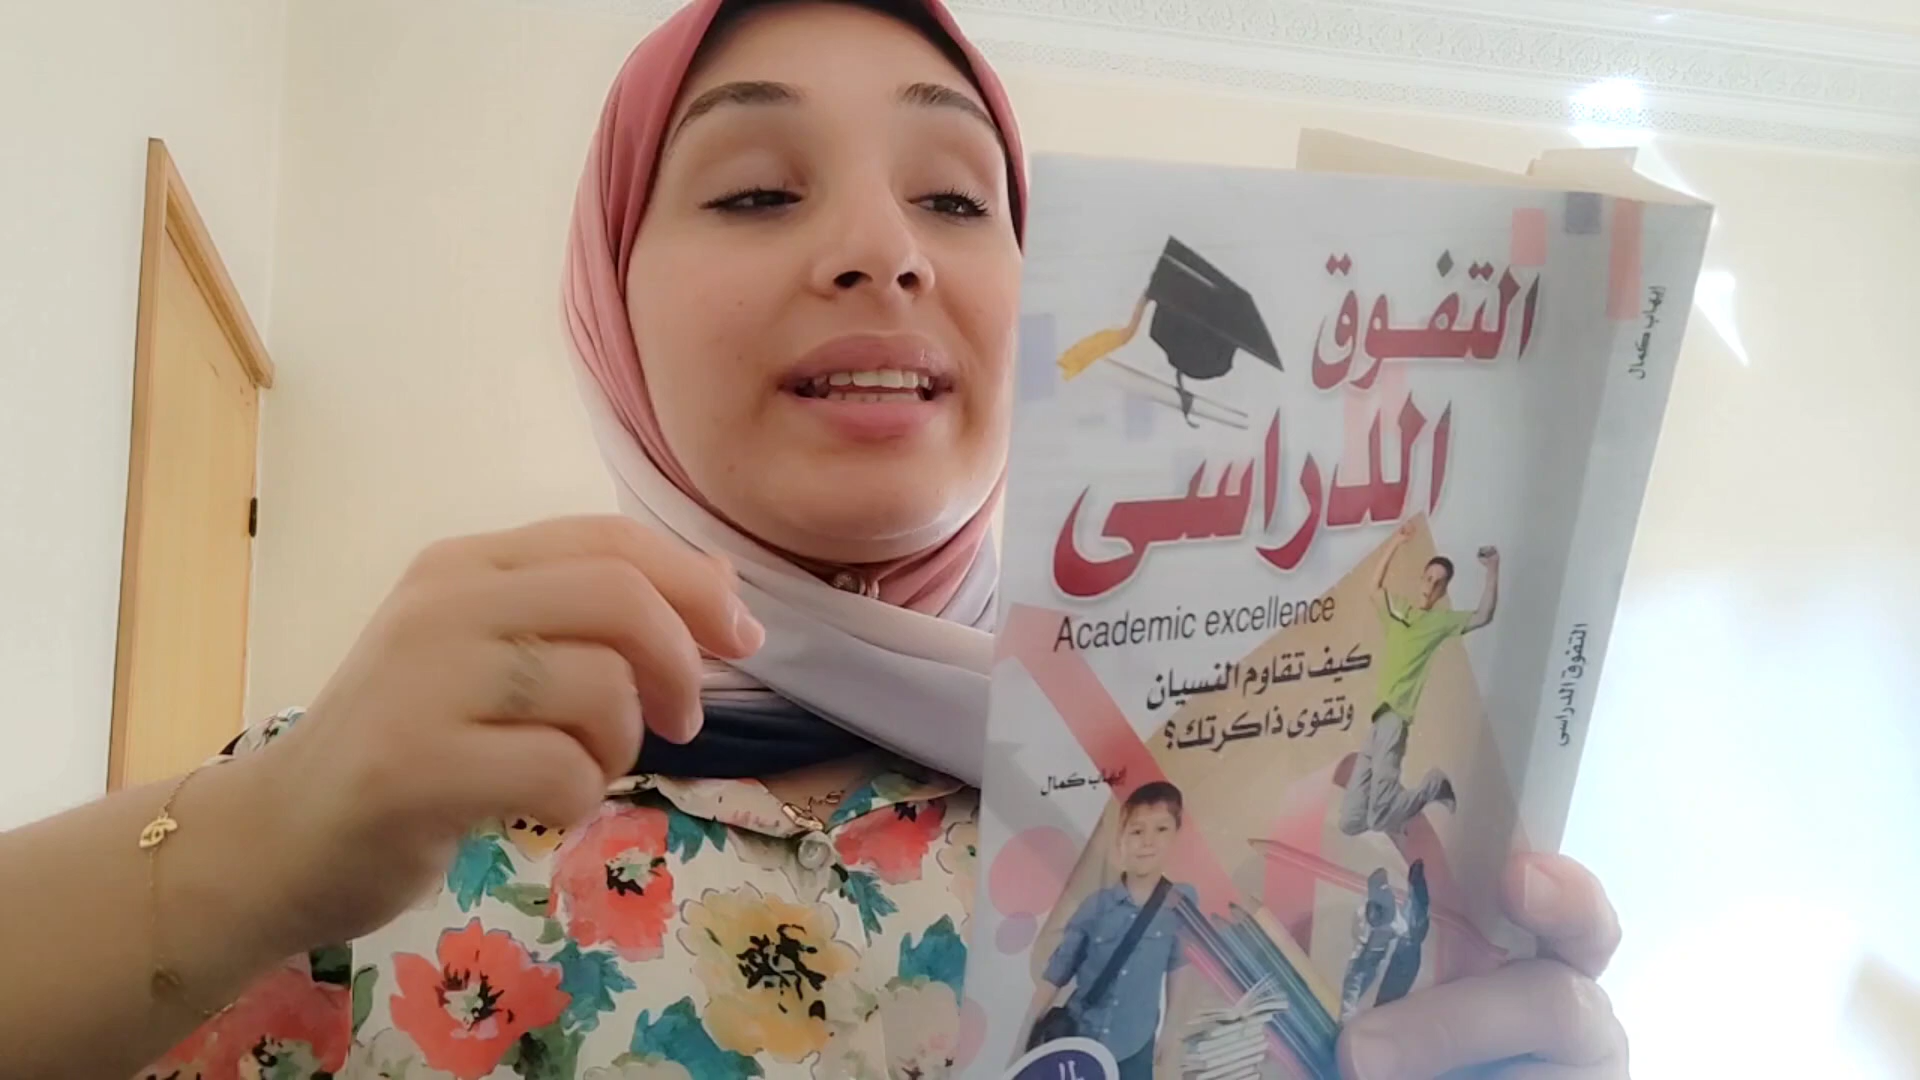 التفوق
الدراسى
Academic excellence
كيف تقاوم النسيان
وتقوى ذاكرتك؟
إيهاب كمال
إيهاب كمال
التفوق الدراسى